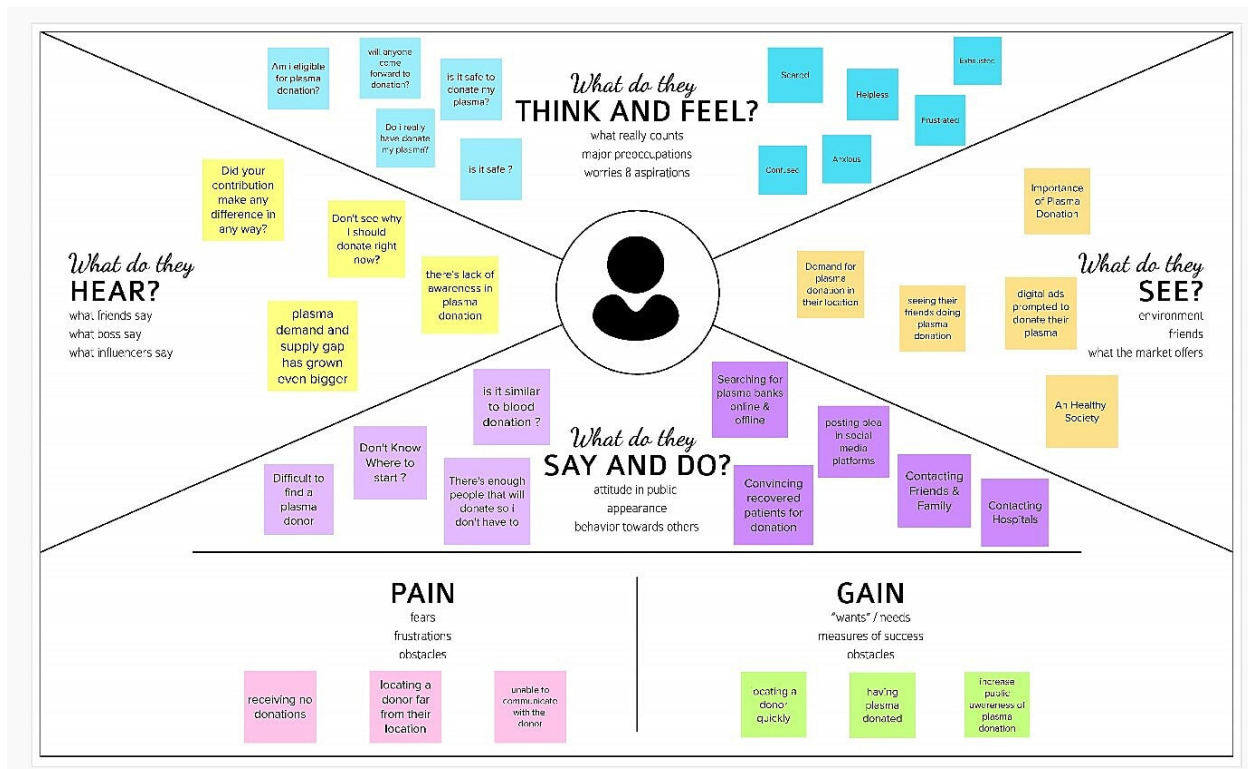 Am i eligible
for plasma
donation?
will anyone
come
forward to
donation?
is it safe to
donate my
plasma?
Do i really
have donate
my plasma?
is it safe ?
What do they
THINK AND FEEL?
what really counts
major preoccupations
worries & aspirations
Scared
Helpless
Exhausted
Frustrated
Confused
Anxious
Did your
contribution
make any
difference in
any way?
Don't see why
I should
donate right
now?
there's lack of
awareness in
plasma
donation
plasma
demand and
supply gap
has grown
even bigger
What do they
HEAR?
what friends say
what boss say
what influencers say
Importance
of Plasma
Donation
Demand for
plasma
donation in
their location
seeing their
friends doing
plasma
donation
digital ads
prompted to
donate their
plasma
An Healthy
Society
What do they
SEE?
environment
friends
what the market offers
is it similar
to blood
donation ?
Don't Know
Where to
start ?
Difficult to
find a
plasma
donor
There's enough
people that will
donate so i
don't have to
What do they
SAY AND DO?
attitude in public
appearance
behavior towards others
Searching for
plasma banks
online &
offline
posting plea
in social
media
platforms
Convincing
recovered
patients for
donation
Contacting
Friends &
Family
Contacting
Hospitals
PAIN
fears
frustrations
obstacles
receiving no
donations
locating a
donor far
from their
location
unable to
communicate
with the
donor
GAIN
"wants" / needs
measures of success
obstacles
ocating a
donor
quickly
having
plasma
donated
increase
public
awareness of
plasma
donation